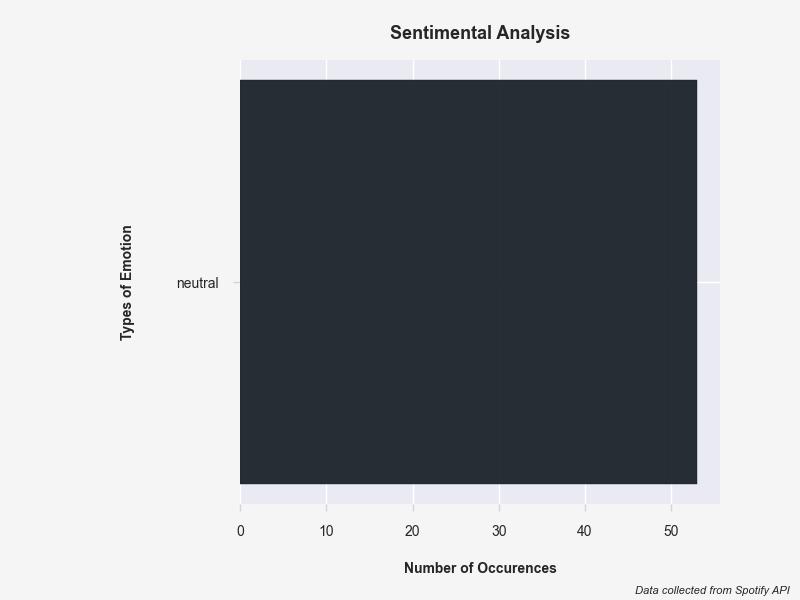 Sentimental Analysis
Types of Emotion
neutral
0 10 20 30 40 50
Number of Occurences
Data collected from Spotify API